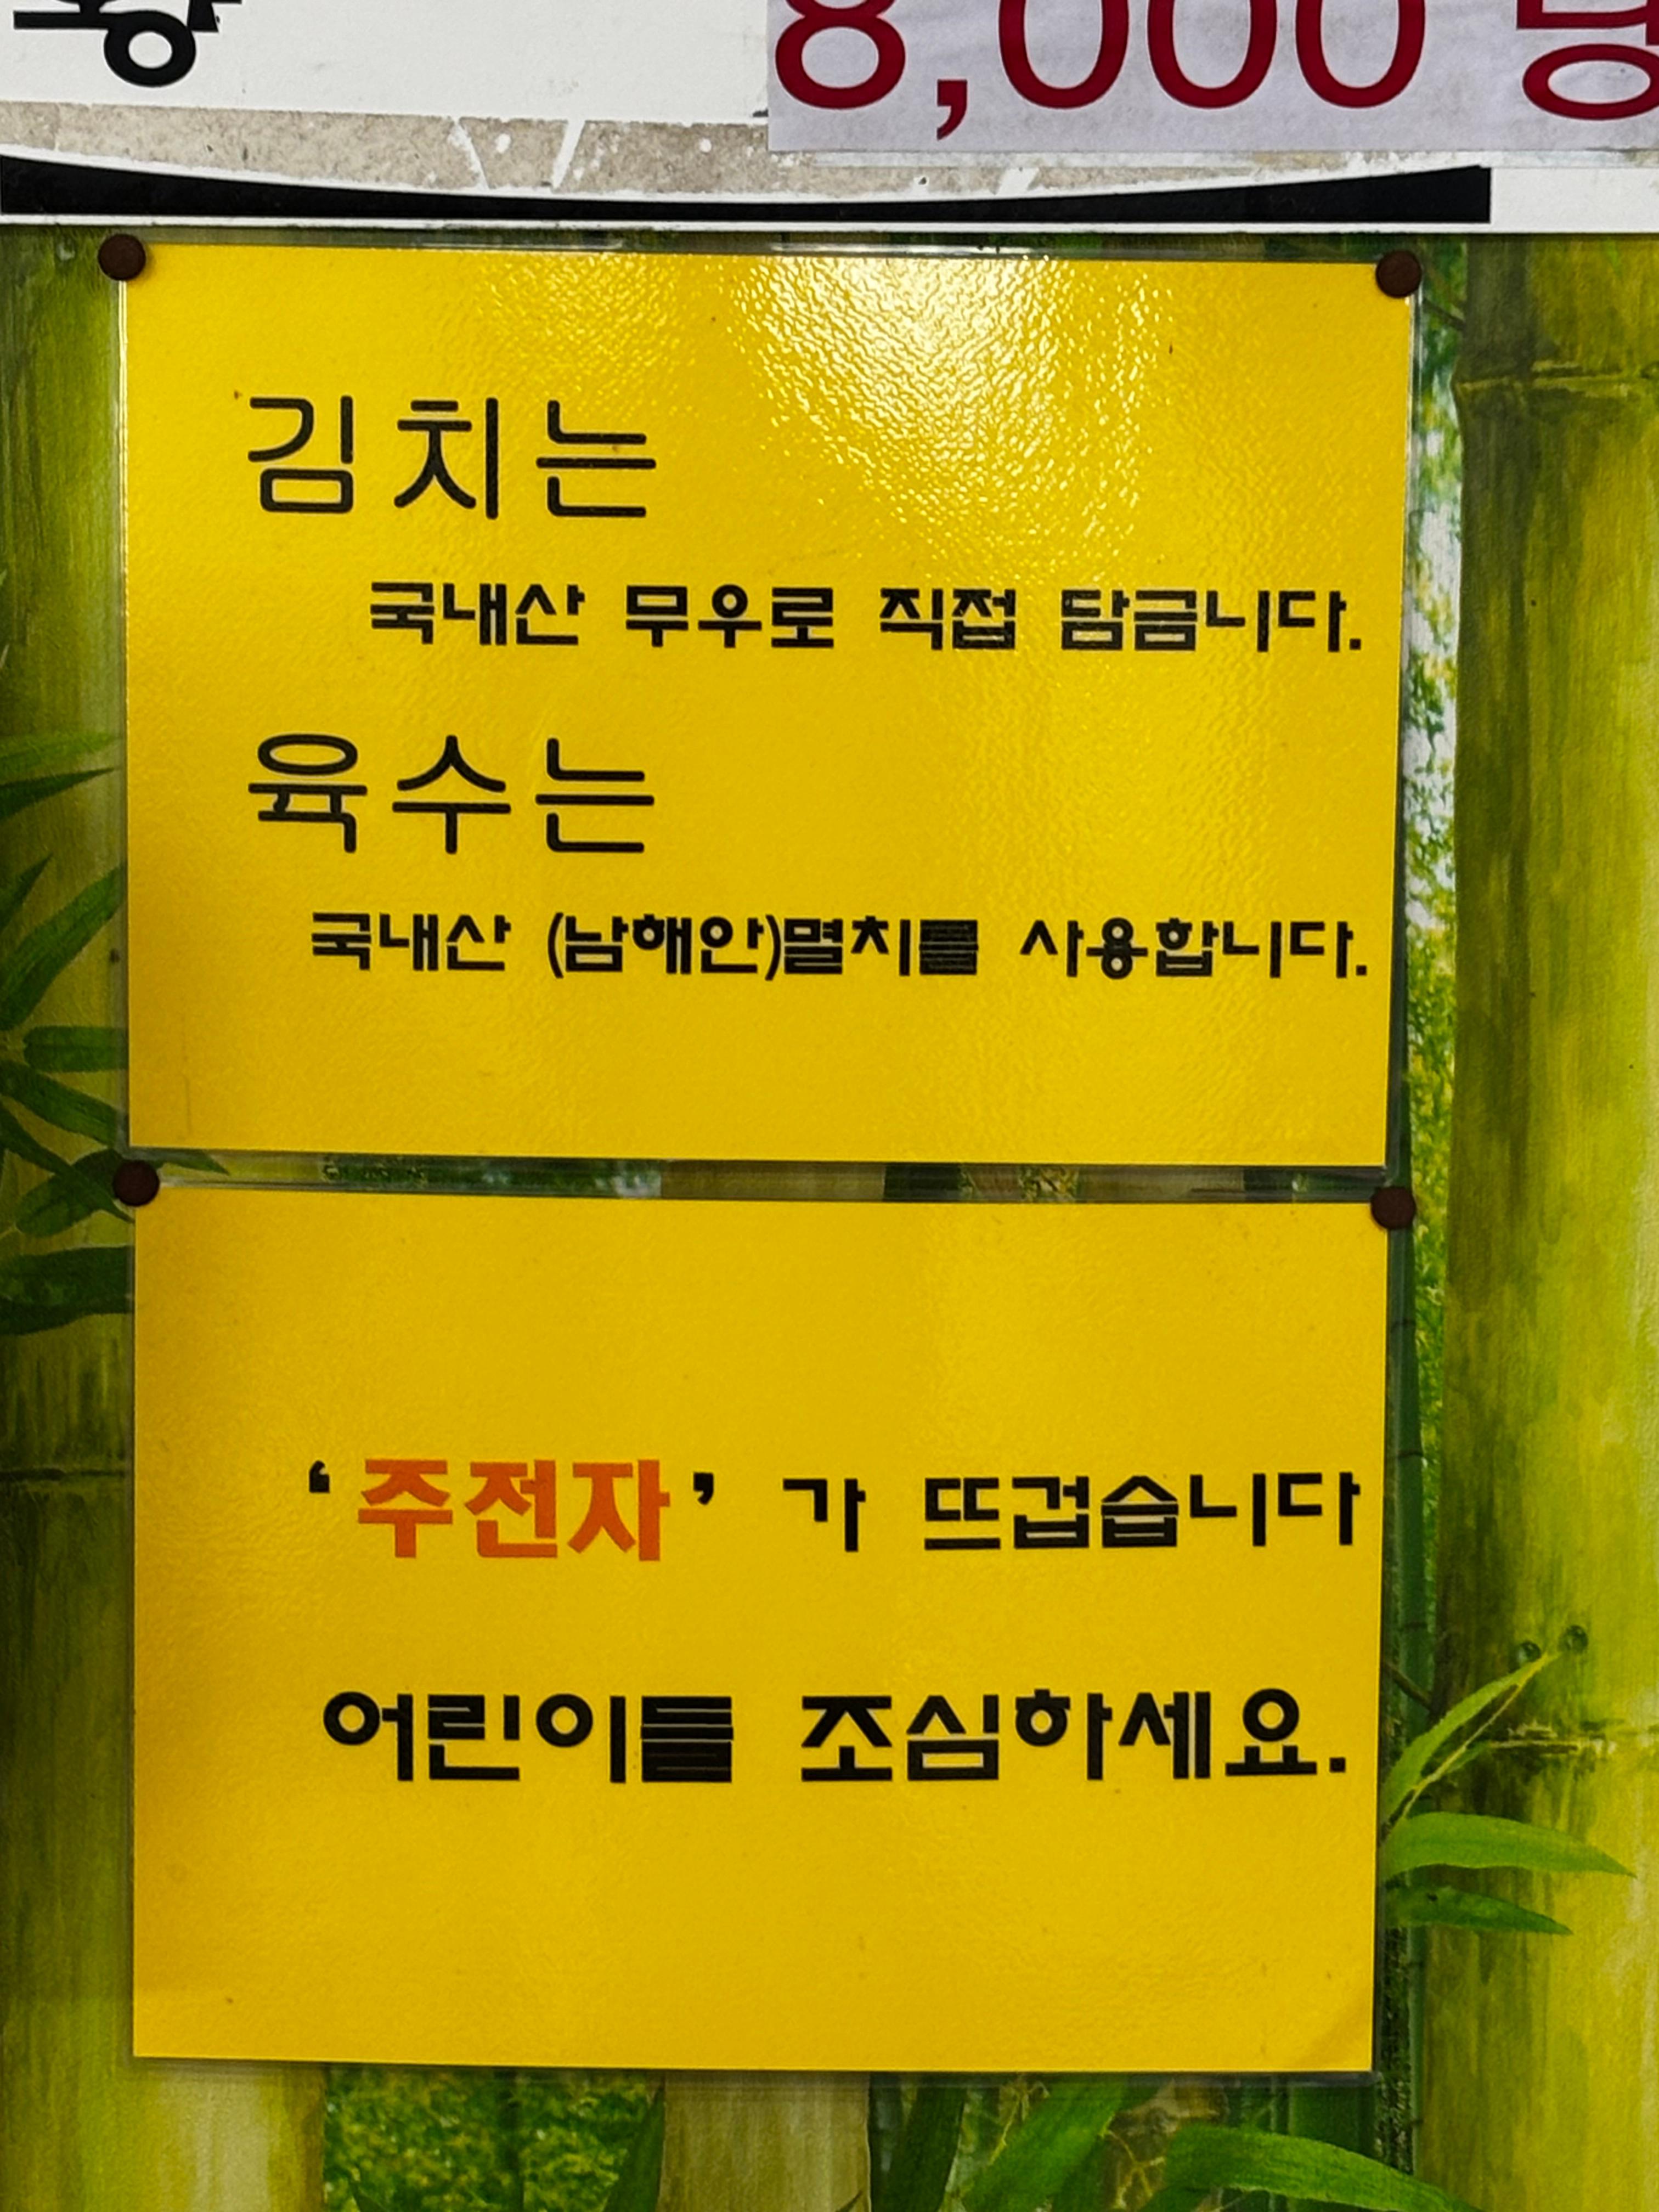 8,000
김치는
국내산 무우로 직접 담금니다.
육수는
국내산 (남해안)멸치를 사용합니다.
‘주전자’ 가 뜨겁습니다
어린이들 조심하세요.